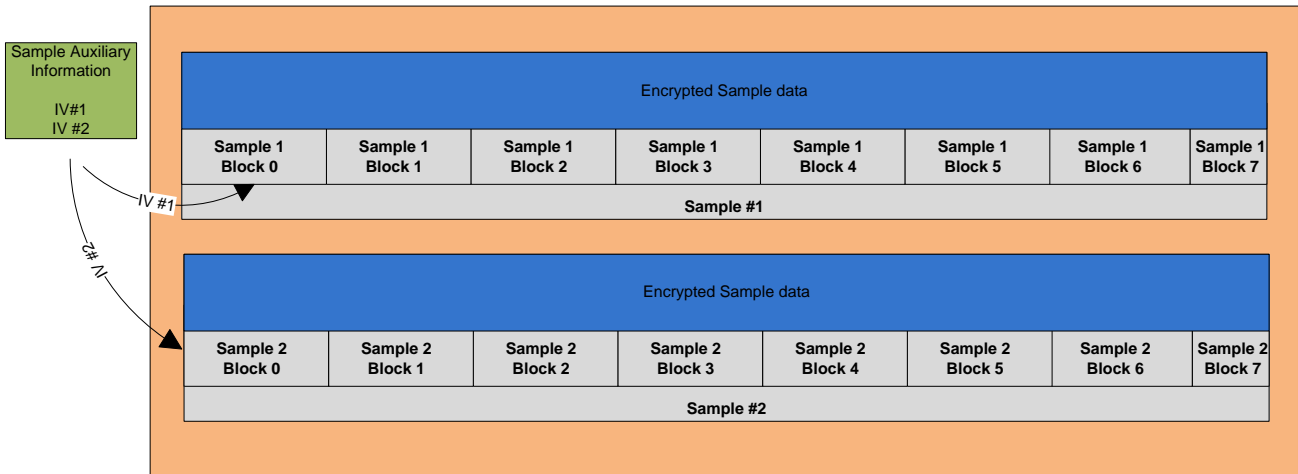 Sample Auxiliary
Information
IV#1
IV #2
Encrypted Sample data
Sample 1
Block 0
Sample 1
Block 1
Sample 1
Block 2
Sample 1
Block 3
Sample 1
Block 4
Sample 1
Block 5
Sample 1
Block 6
Sample 1
Block 7
IV #1
Sample #1
IV #2
Encrypted Sample data
Sample 2
Block 0
Sample 2
Block 1
Sample 2
Block 2
Sample 2
Block 3
Sample 2
Block 4
Sample 2
Block 5
Sample 2
Block 6
Sample 2
Block 7
Sample #2